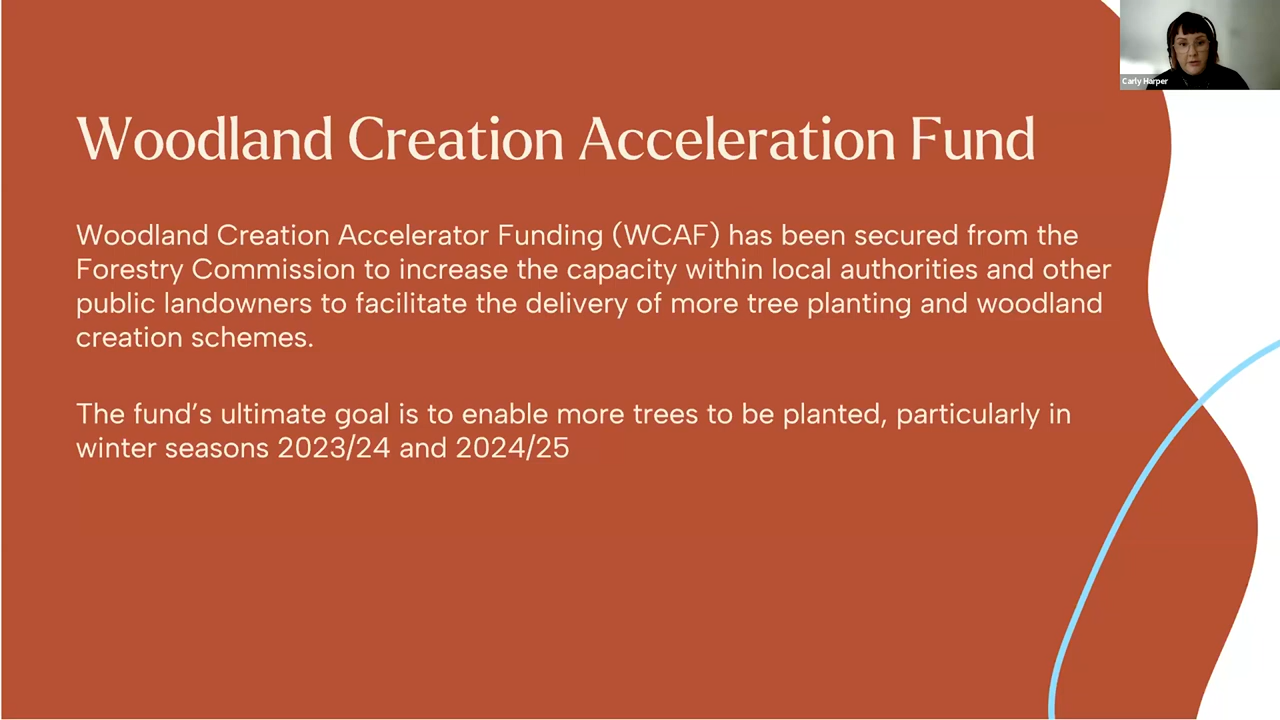 Carly Harper
Woodland Creation Acceleration Fund
Woodland Creation Accelerator Funding (WCAF) has been secured from the
Forestry Commission to increase the capacity within local authorities and other
public landowners to facilitate the delivery of more tree planting and woodland
creation schemes.
The fund’s ultimate goal is to enable more trees to be planted, particularly in
winter seasons 2023/24 and 2024/25